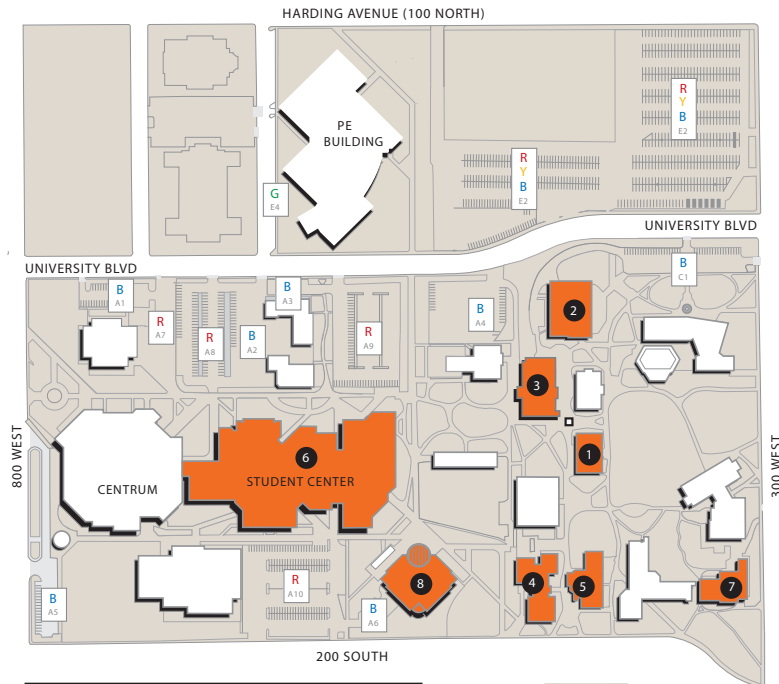 HARDING AVENUE (100 NORTH)
PE
BUILDING
R
Y
B
E2
R
Y
B
E2
G
E4
UNIVERSITY BLVD
UNIVERSITY BLVD
B
C1
B
A1
B
A3
R
A7
R
A8
B
A2
R
A9
B
A4
2
3
1
800 WEST
300 WEST
6
STUDENT CENTER
CENTRUM
R
A10
B
A5
B
A6
8
4
5
7
200 SOUTH